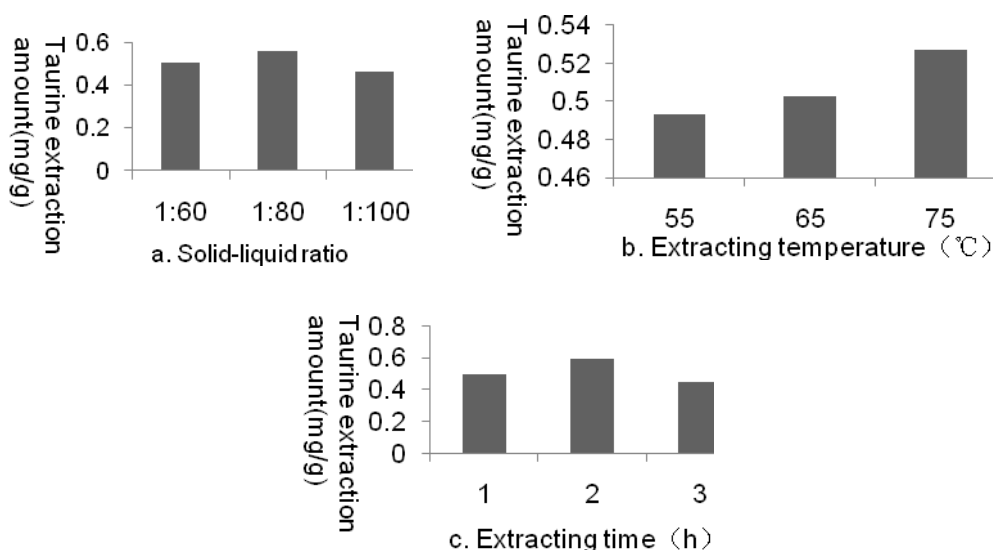 Taurine extraction
amount(mg/g)
0.6
0.4
0.2
0
1:60 1:80 1:100
a. Solid-liquid ratio
Taurine extraction
amount(mg/g)
0.54
0.52
0.5
0.48
0.46
55 65 75
b. Extracting temperature（℃）
Taurine extraction
amount(mg/g)
0.8
0.6
0.4
0.2
0
1 2 3
c. Extracting time（h）